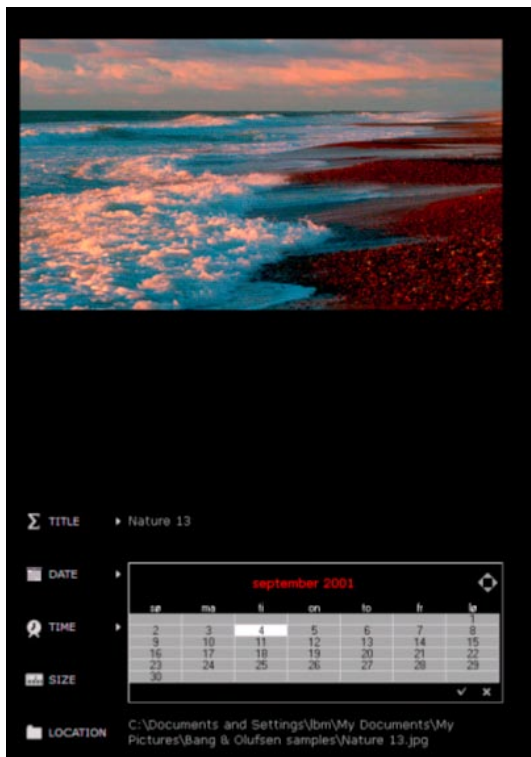 TITLE Nature 13
DATE
september 2001
sø ma ti on to fr lø
1
2 3 4 5 6 7 8
9 10 11 12 13 14 15
16 17 18 19 20 21 22
23 24 25 26 27 28 29
30
TIME
SIZE
LOCATION C:\Documents and Settings\lbm\My Documents\My
Pictures\Bang & Olufsen samples\Nature 13.jpg